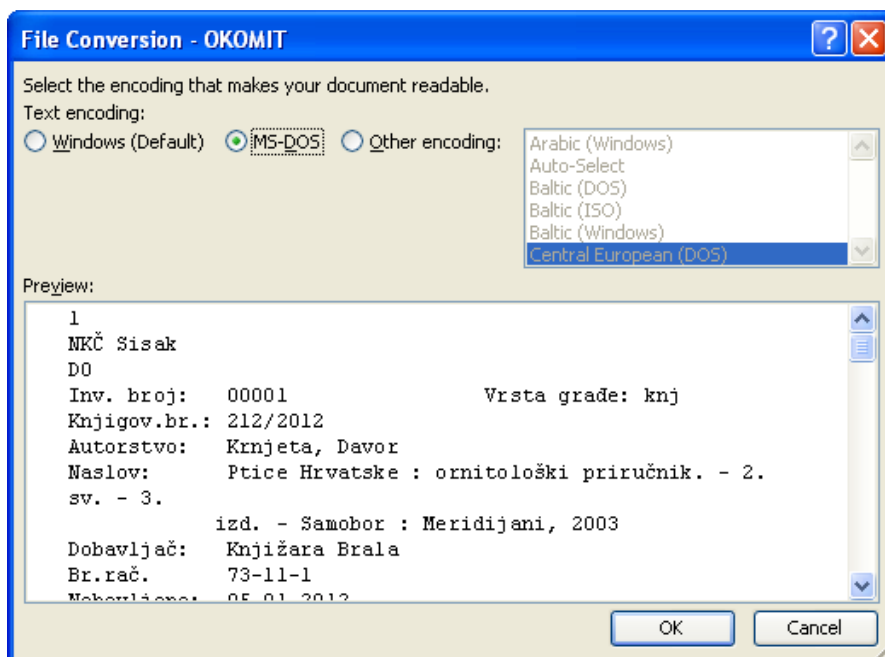 File Conversion - OKOMIT
Select the encoding that makes your document readable.
Text encoding:
Windows (Default) MS-DOS Other encoding:
Arabic (Windows)
Auto-Select
Baltic (DOS)
Baltic (ISO)
Baltic (Windows)
Central European (DOS)
Preview:
1
NKČ Sisak
DO
Inv. broj: 00001 Vrsta građe: knj
Knjigov.br.: 212/2012
Autorstvo: Krnjeta, Davor
Naslov: Ptice Hrvatske : ornitološki priručnik. - 2.
sv. - 3.
izd. - Samobor : Meridijani, 2003
Dobavljač: Knjižara Brala
Br.rač. 73-11-1
05.01.2012
OK Cancel